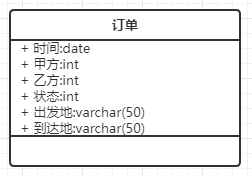 订单
+ 时间:date
+ 甲方:int
+ 乙方:int
+ 状态:int
+ 出发地:varchar(50)
+ 到达地:varchar(50)